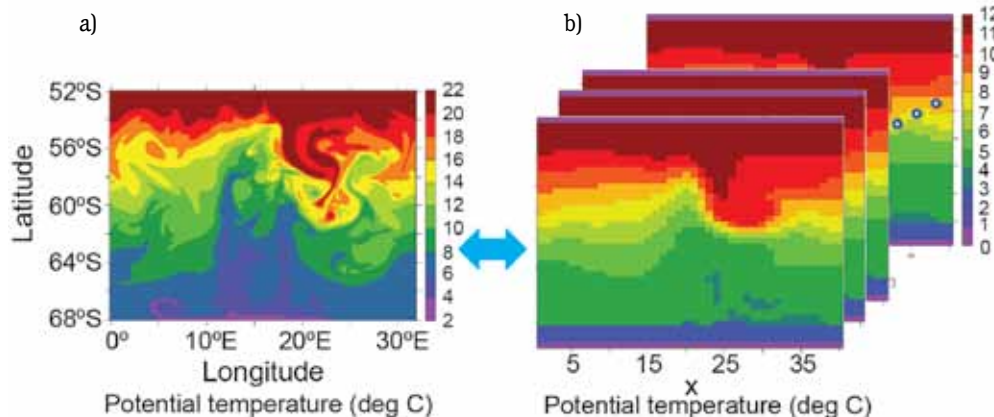 a)
52ºS
56ºS
60ºS
64ºS
68ºS
Latitude
0º
10ºE
20ºE
30ºE
Longitude
Potential temperature (deg C)
22
20
18
16
14
12
10
8
6
4
2
b)
5
15
25
35
X
Potential temperature (deg C)
12
11
10
9
8
7
6
5
4
3
2
1
0